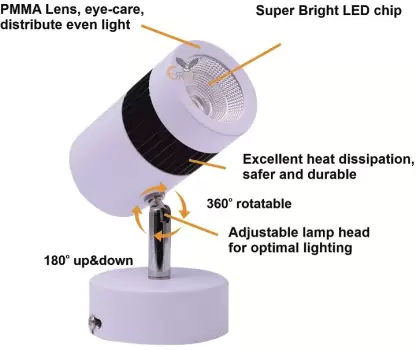 PMMA Lens, eye-care,
distribute even light
Super Bright LED chip
Excellent heat dissipation,
safer and durable
360° rotatable
Adjustable lamp head
for optimal lighting
180° up&down